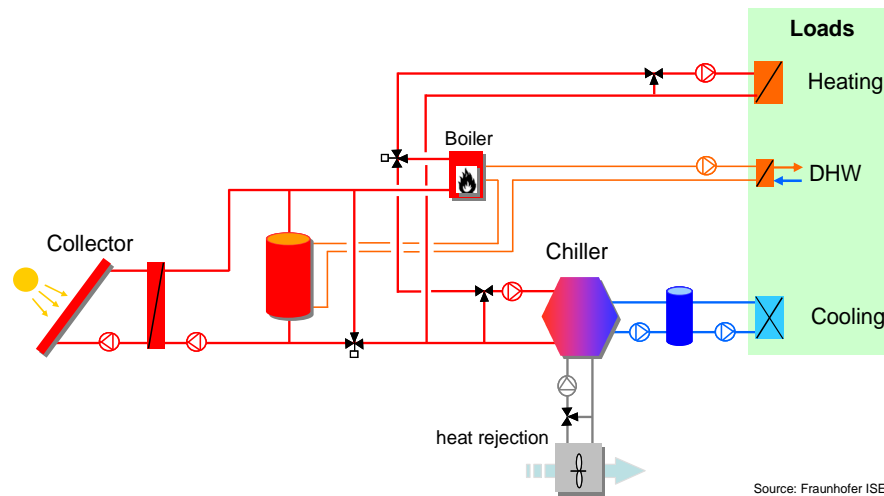 Loads
Heating
Boiler
DHW
Collector
Chiller
Cooling
heat rejection
Source: Fraunhofer ISE